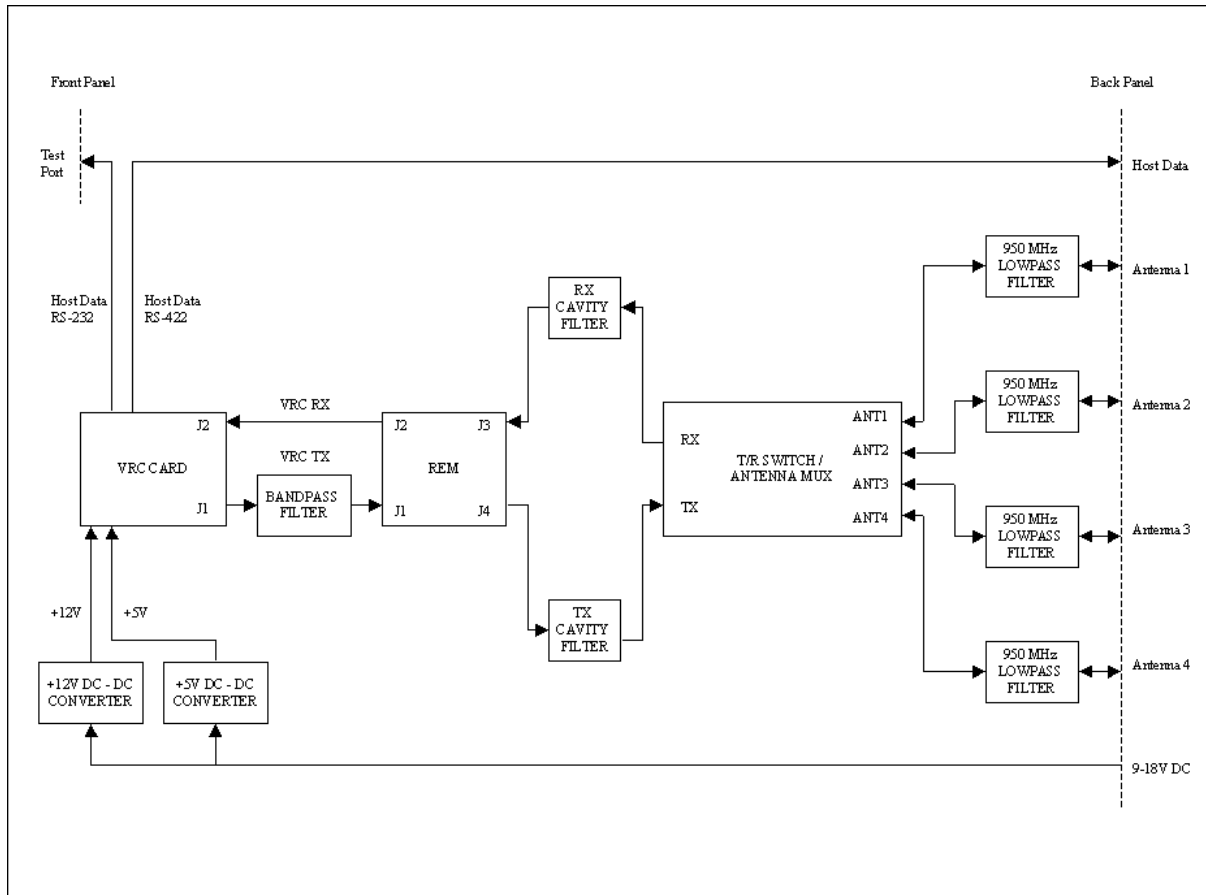 Front Panel
Back Panel
Test
Port
Host Data
950 MHz
LOWPASS
FILTER
Antenna 1
Host Data
RS-232
Host Data
RS-422
RX
CAVITY
FILTER
950 MHz
LOWPASS
FILTER
Antenna 2
VRC RX
J2
J2
J3
ANT1
RX
ANT2
VRC CARD
VRC TX
REM
T/R SWITCH /
ANTENNA MUX
ANT3
BANDPASS
FILTER
J1
J1
J4
TX
ANT4
950 MHz
LOWPASS
FILTER
Antenna 3
+12V
+5V
TX
CAVITY
FILTER
+12V DC - DC
CONVERTER
+5V DC - DC
CONVERTER
950 MHz
LOWPASS
FILTER
Antenna 4
9-18V DC